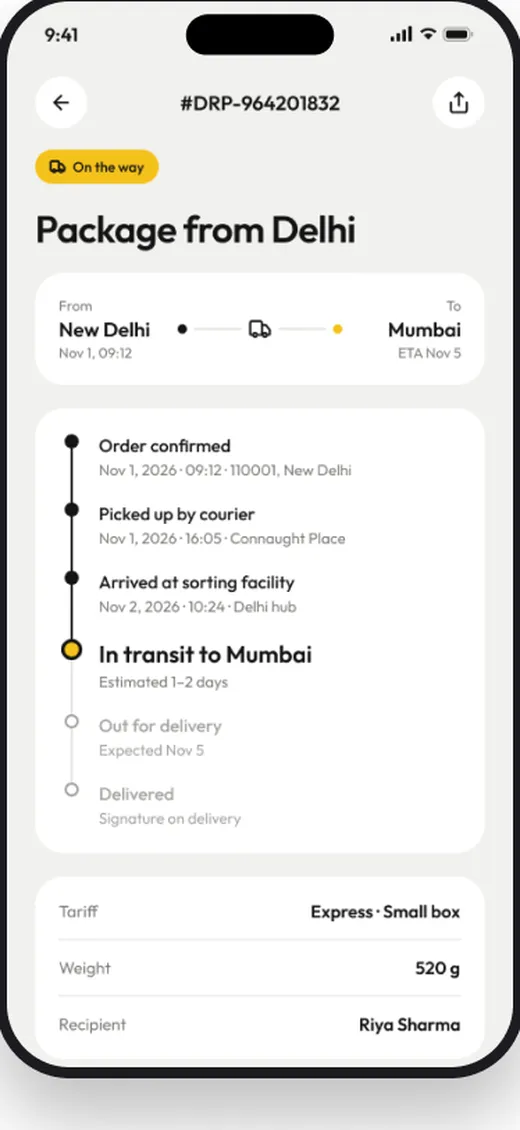 9:41
#DRP-964201832
On the way
Package from Delhi
From
To
New Delhi
Mumbai
Nov 1, 09:12
ETA Nov 5
Order confirmed
Nov 1, 2026 · 09:12 · 110001, New Delhi
Picked up by courier
Nov 1, 2026 · 16:05 · Connaught Place
Arrived at sorting facility
Nov 2, 2026 · 10:24 · Delhi hub
In transit to Mumbai
Estimated 1–2 days
Out for delivery
Expected Nov 5
Delivered
Signature on delivery
Tariff
Express · Small box
Weight
520 g
Recipient
Riya Sharma